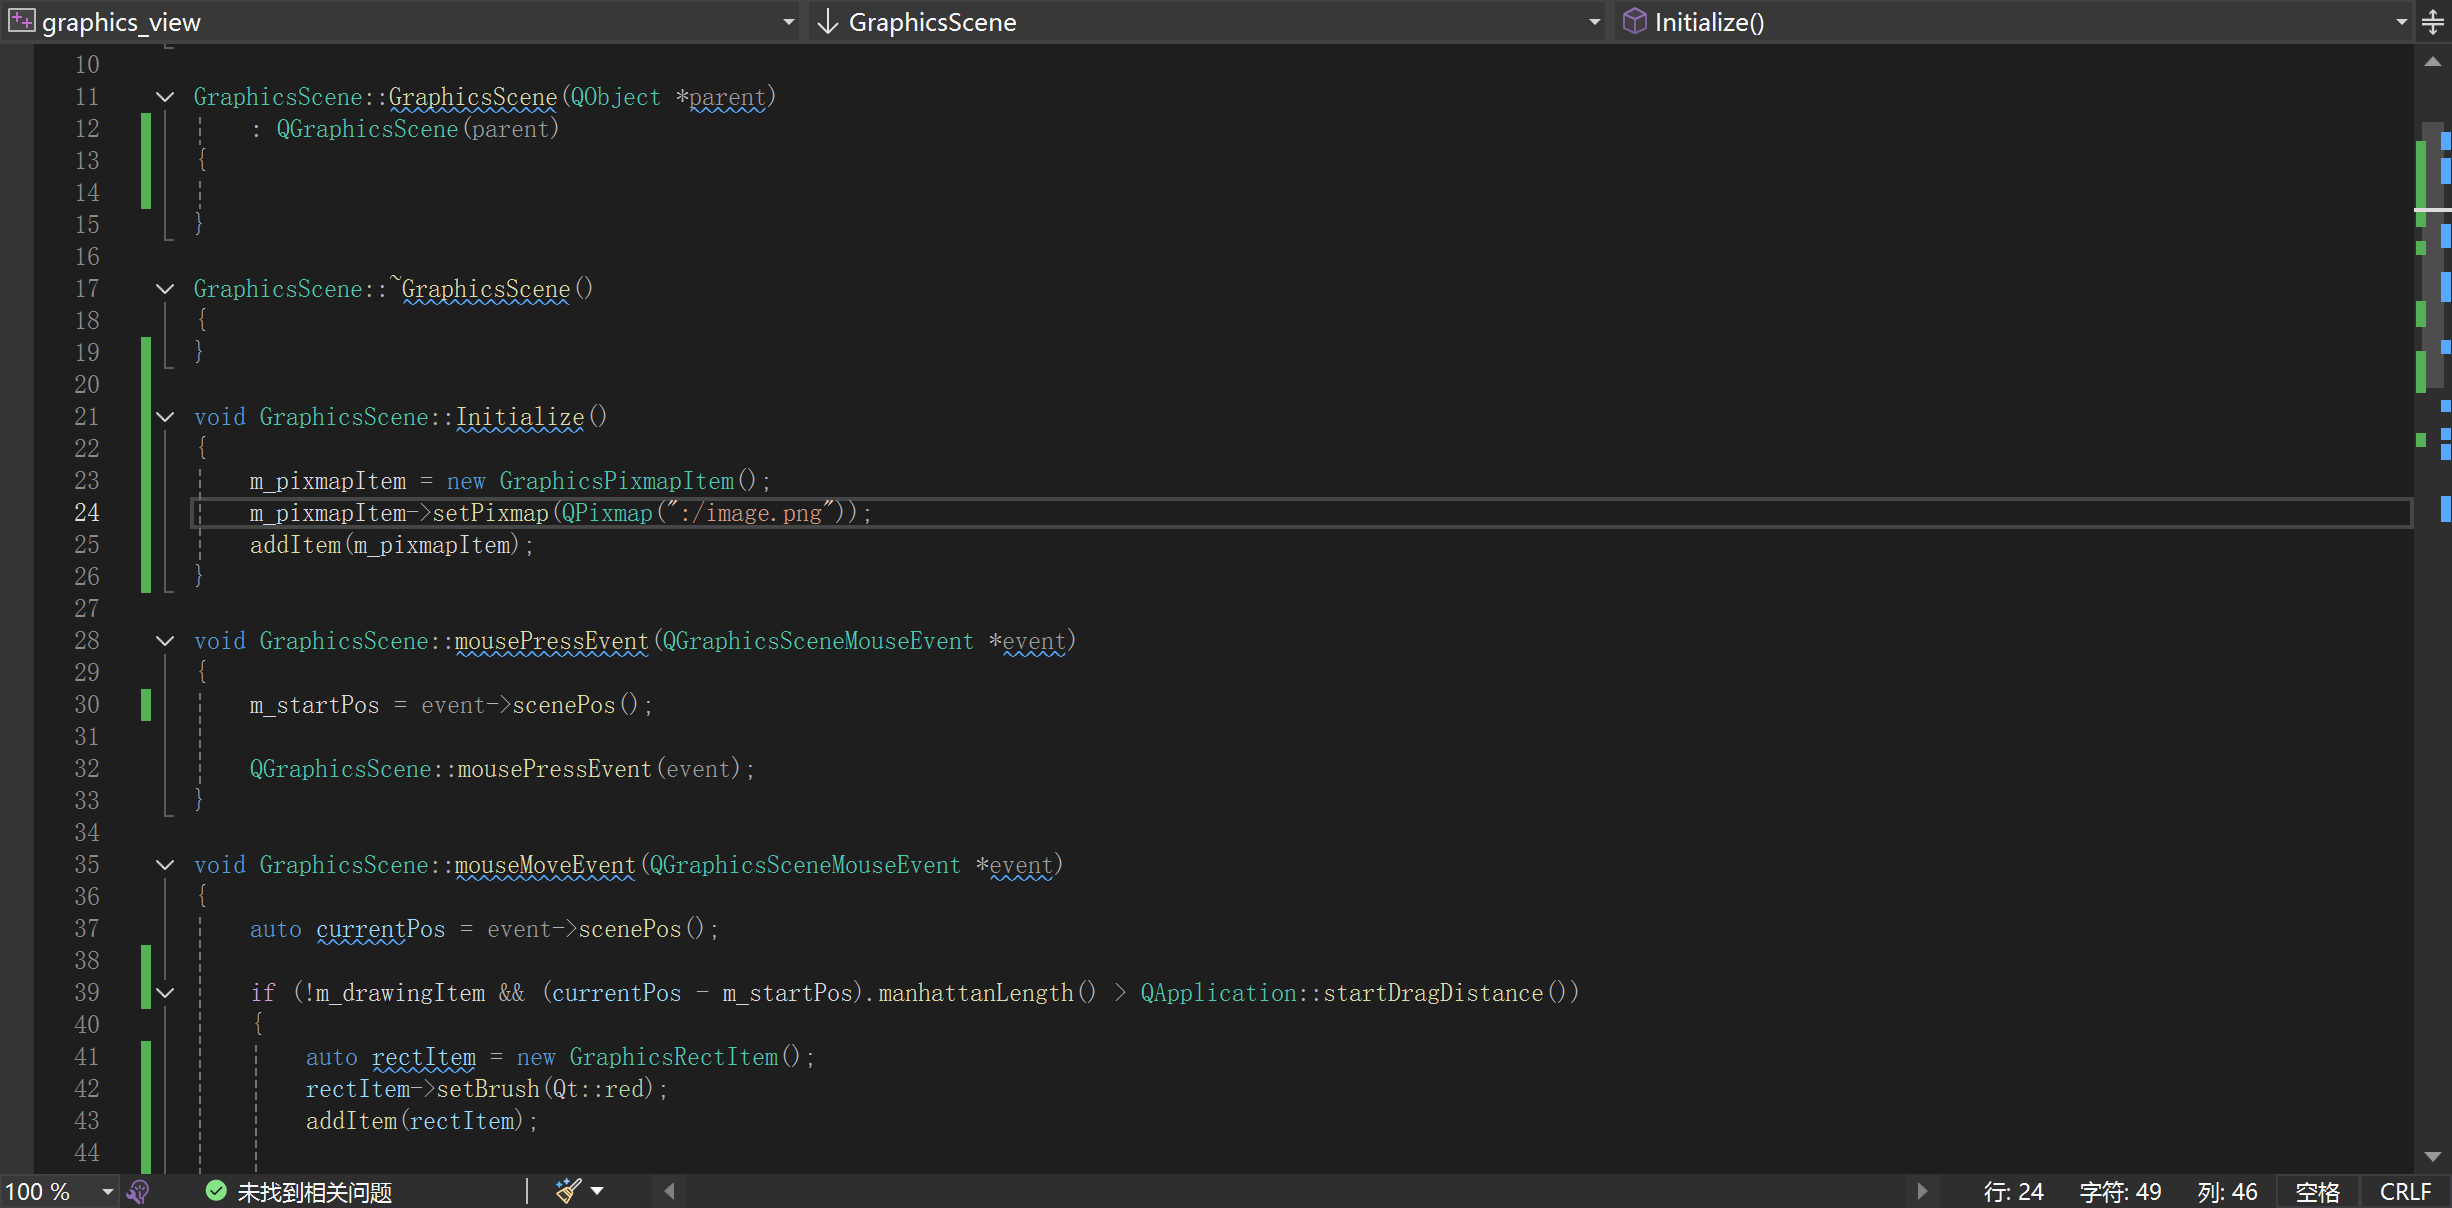 graphics_view GraphicsScene Initialize()
10
11 GraphicsScene::GraphicsScene(QObject *parent)
12     : QGraphicsScene(parent)
13 {
14
15 }
16
17 GraphicsScene::~GraphicsScene()
18 {
19 }
20
21 void GraphicsScene::Initialize()
22 {
23     m_pixmapItem = new GraphicsPixmapItem();
24     m_pixmapItem->setPixmap(QPixmap(":/image.png"));
25     addItem(m_pixmapItem);
26 }
27
28 void GraphicsScene::mousePressEvent(QGraphicsSceneMouseEvent *event)
29 {
30     m_startPos = event->scenePos();
31
32     QGraphicsScene::mousePressEvent(event);
33 }
34
35 void GraphicsScene::mouseMoveEvent(QGraphicsSceneMouseEvent *event)
36 {
37     auto currentPos = event->scenePos();
38
39     if (!m_drawingItem && (currentPos - m_startPos).manhattanLength() > QApplication::startDragDistance())
40     {
41         auto rectItem = new GraphicsRectItem();
42         rectItem->setBrush(Qt::red);
43         addItem(rectItem);
44
100 % 未找到相关问题 行: 24 字符: 49 列: 46 空格 CRLF